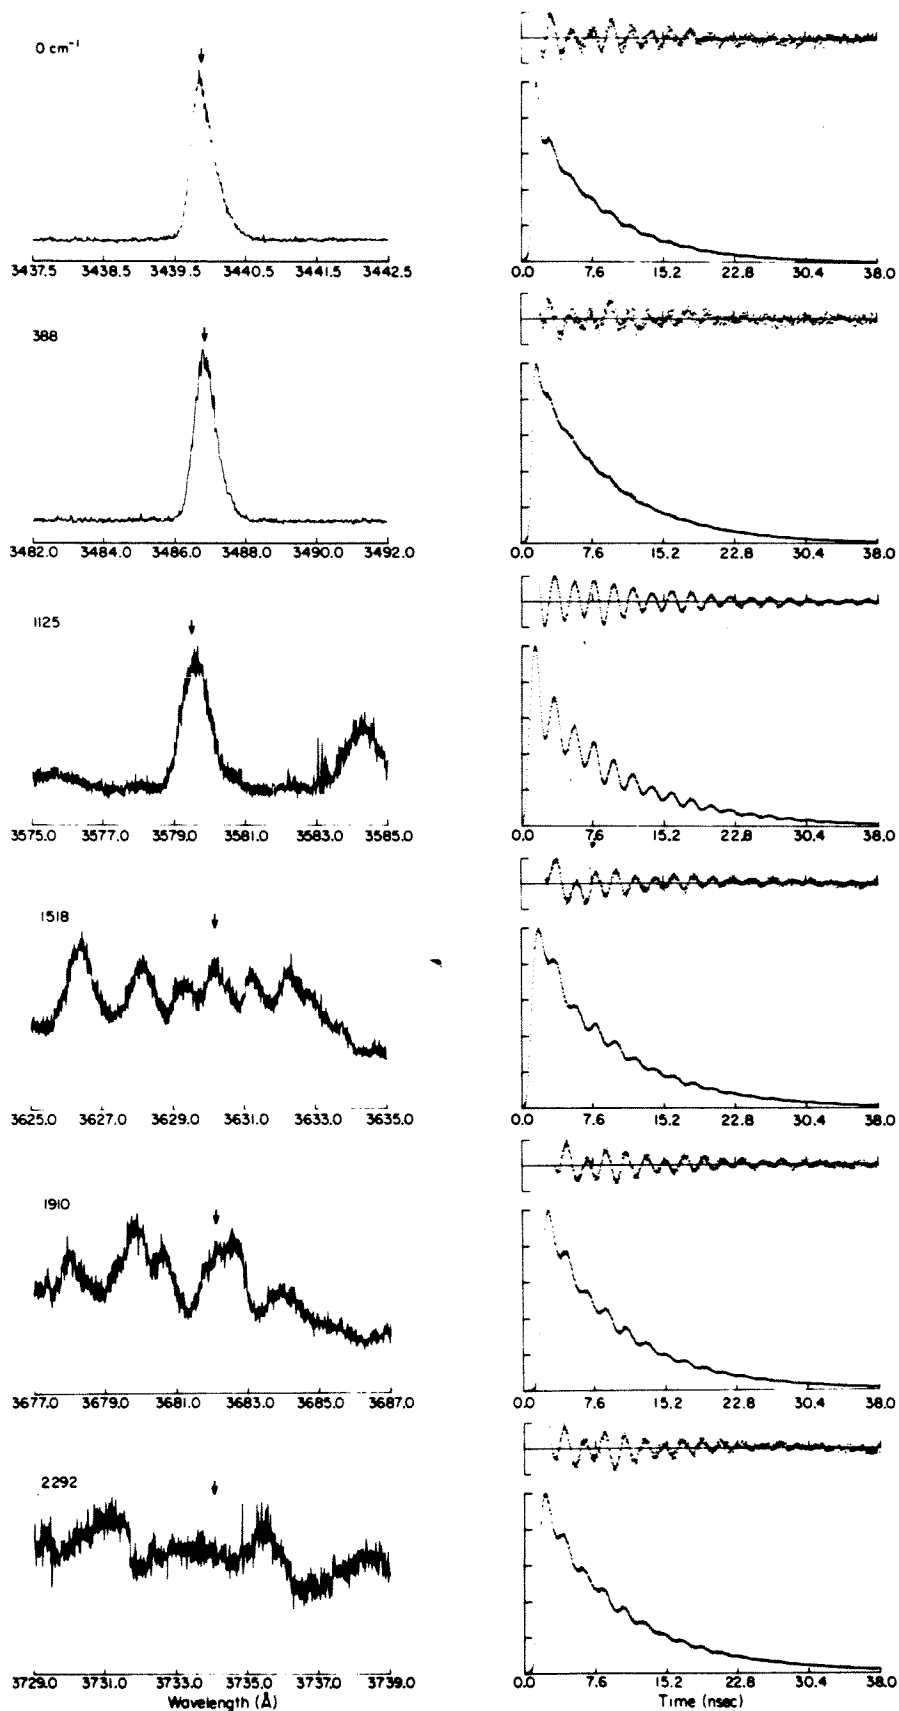 0 cm⁻¹
3437.5 3438.5 3439.5 3440.5 3441.5 3442.5
0.0 7.6 15.2 22.8 30.4 38.0
388
3482.0 3484.0 3486.0 3488.0 3490.0 3492.0
0.0 7.6 15.2 22.8 30.4 38.0
1125
3575.0 3577.0 3579.0 3581.0 3583.0 3585.0
0.0 7.6 15.2 22.8 30.4 38.0
1518
3625.0 3627.0 3629.0 3631.0 3633.0 3635.0
0.0 7.6 15.2 22.8 30.4 38.0
1910
3677.0 3679.0 3681.0 3683.0 3685.0 3687.0
0.0 7.6 15.2 22.8 30.4 38.0
2292
3729.0 3731.0 3733.0 3735.0 3737.0 3739.0
0.0 7.6 15.2 22.8 30.4 38.0
Wavelength (Å)
Time (nsec)